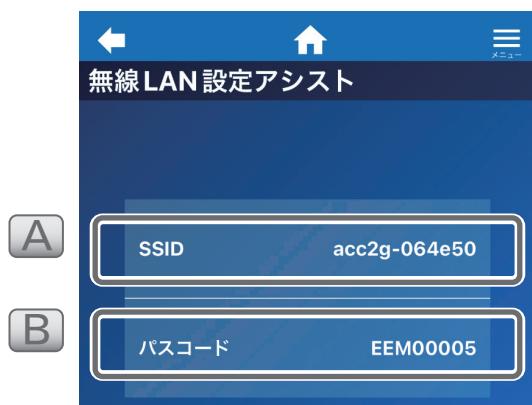 メニュー
無線LAN設定アシスト
A
SSID acc2g-064e50
B
パスコード EEM00005